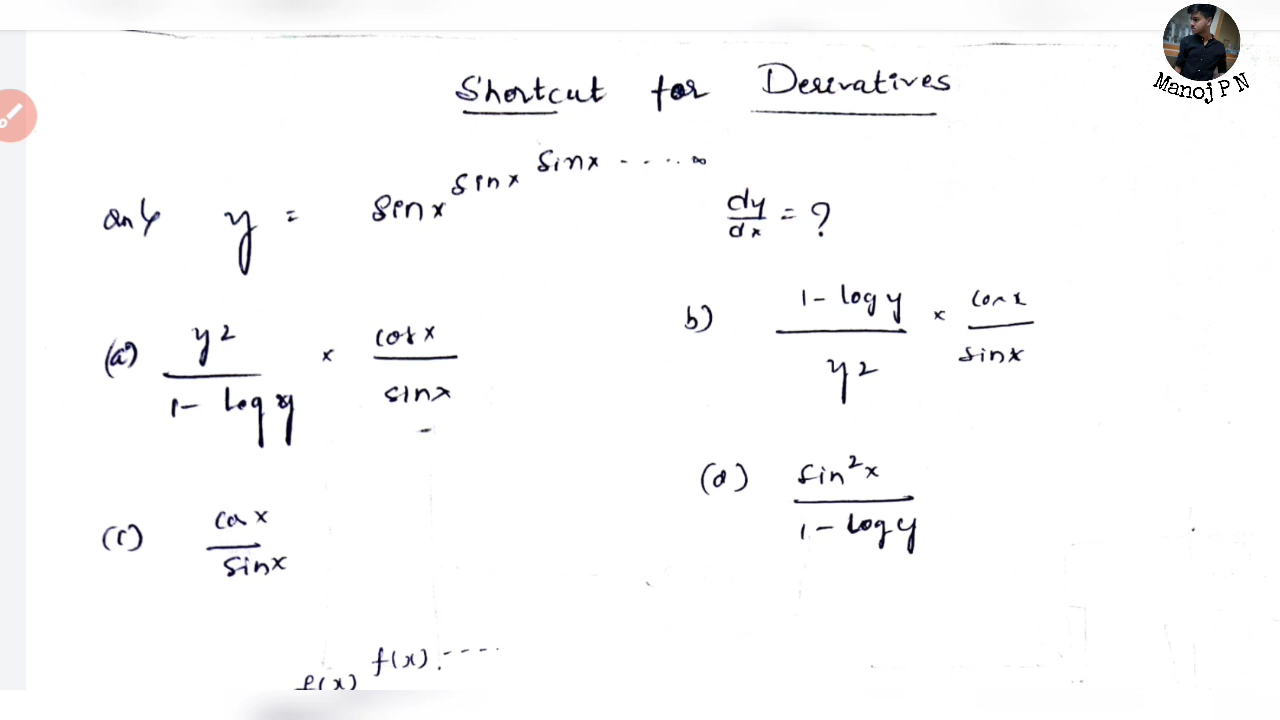 Manoj P N
Shortcut for Derivatives
y = sinx^sinx^sinx.....∞ dy/dx = ?
(a) y²/(1 - log y) × cosx/sinx
b) (1 - log y)/y² × cosx/sinx
(c) cosx/sinx
(d) sin²x/(1 - log y)
f(x)^f(x)....